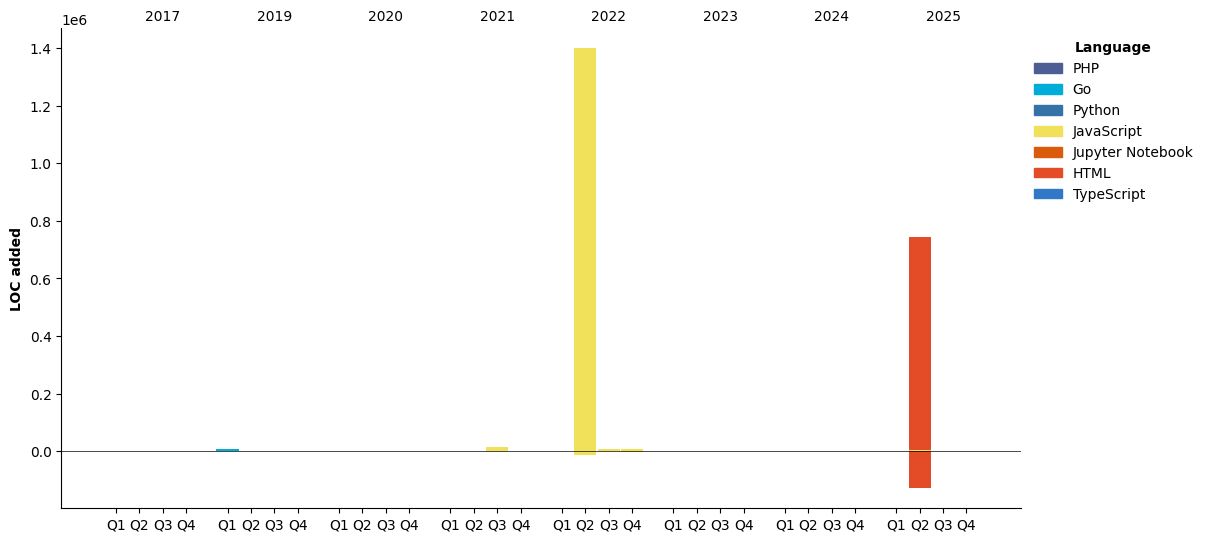 2017 2019 2020 2021 2022 2023 2024 2025
1e6
1.4
1.2
1.0
0.8
0.6
0.4
0.2
0.0
LOC added
Q1 Q2 Q3 Q4 Q1 Q2 Q3 Q4 Q1 Q2 Q3 Q4 Q1 Q2 Q3 Q4 Q1 Q2 Q3 Q4 Q1 Q2 Q3 Q4 Q1 Q2 Q3 Q4 Q1 Q2 Q3 Q4
Language
PHP
Go
Python
JavaScript
Jupyter Notebook
HTML
TypeScript